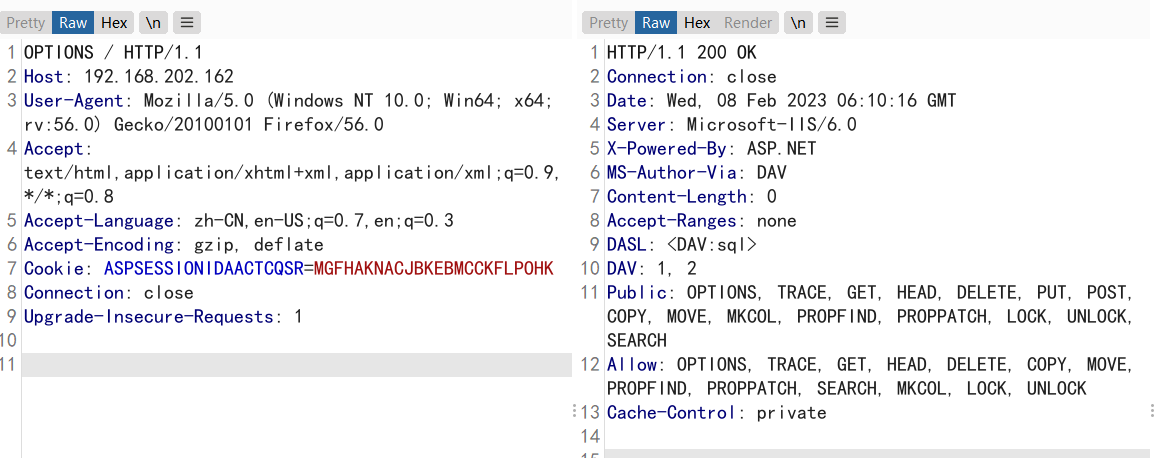 Pretty Raw Hex \n
1 OPTIONS / HTTP/1.1
2 Host: 192.168.202.162
3 User-Agent: Mozilla/5.0 (Windows NT 10.0; Win64; x64;
rv:56.0) Gecko/20100101 Firefox/56.0
4 Accept:
text/html,application/xhtml+xml,application/xml;q=0.9,
*/*;q=0.8
5 Accept-Language: zh-CN,en-US;q=0.7,en;q=0.3
6 Accept-Encoding: gzip, deflate
7 Cookie: ASPSESSIONIDAACTCQSR=MGFHAKNACJBKEBMCCKFLPOHK
8 Connection: close
9 Upgrade-Insecure-Requests: 1
10
11
Pretty Raw Hex Render \n
1 HTTP/1.1 200 OK
2 Connection: close
3 Date: Wed, 08 Feb 2023 06:10:16 GMT
4 Server: Microsoft-IIS/6.0
5 X-Powered-By: ASP.NET
6 MS-Author-Via: DAV
7 Content-Length: 0
8 Accept-Ranges: none
9 DASL: <DAV:sql>
10 DAV: 1, 2
11 Public: OPTIONS, TRACE, GET, HEAD, DELETE, PUT, POST,
COPY, MOVE, MKCOL, PROPFIND, PROPPATCH, LOCK, UNLOCK,
SEARCH
12 Allow: OPTIONS, TRACE, GET, HEAD, DELETE, COPY, MOVE,
PROPFIND, PROPPATCH, SEARCH, MKCOL, LOCK, UNLOCK
13 Cache-Control: private
14
15